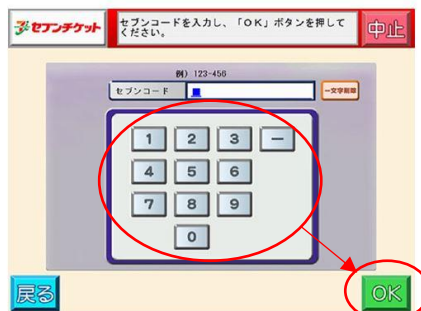 セブンチケット
セブンコードを入力し、「OK」ボタンを押して
ください。
中止
例) 123-456
セブンコード
一文字削除
1 2 3 ー
4 5 6
7 8 9
0
戻る
OK